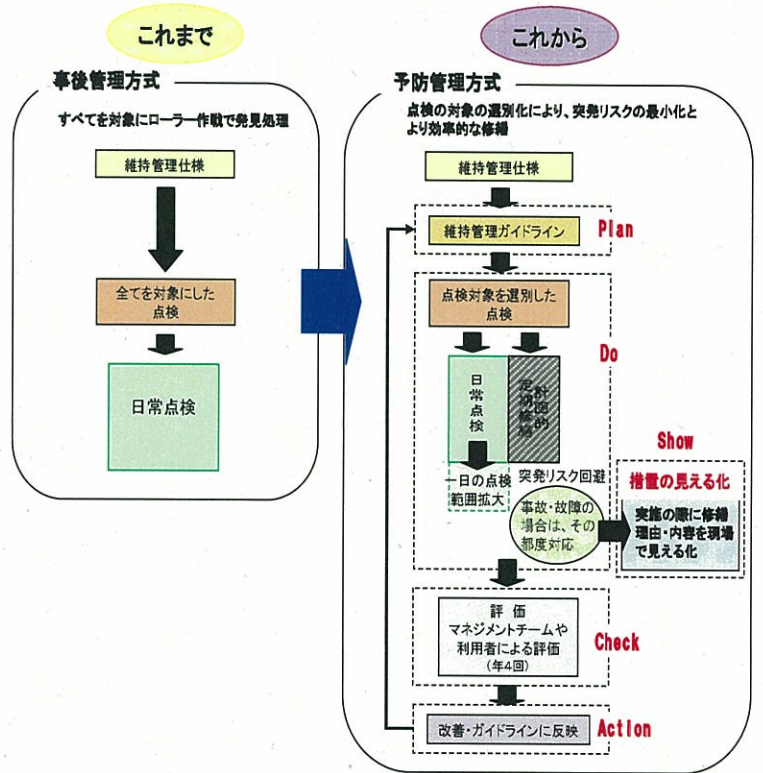 これまで
事後管理方式
すべてを対象にローラー作戦で発見処理
維持管理仕様
全てを対象にした
点検
日常点検
これから
予防管理方式
点検の対象の選別化により、突発リスクの最小化と
より効率的な修繕
維持管理仕様
維持管理ガイドライン
Plan
点検対象を選別した
点検
Do
日常点検
計画的
定期修繕
一日の点検
範囲拡大
突発リスク回避
事故・故障の
場合は、その
都度対応
Show
措置の見える化
実施の際に修繕
理由・内容を現場
で見える化
評 価
マネジメントチームや
利用者による評価
(年4回)
Check
改善・ガイドラインに反映
Action